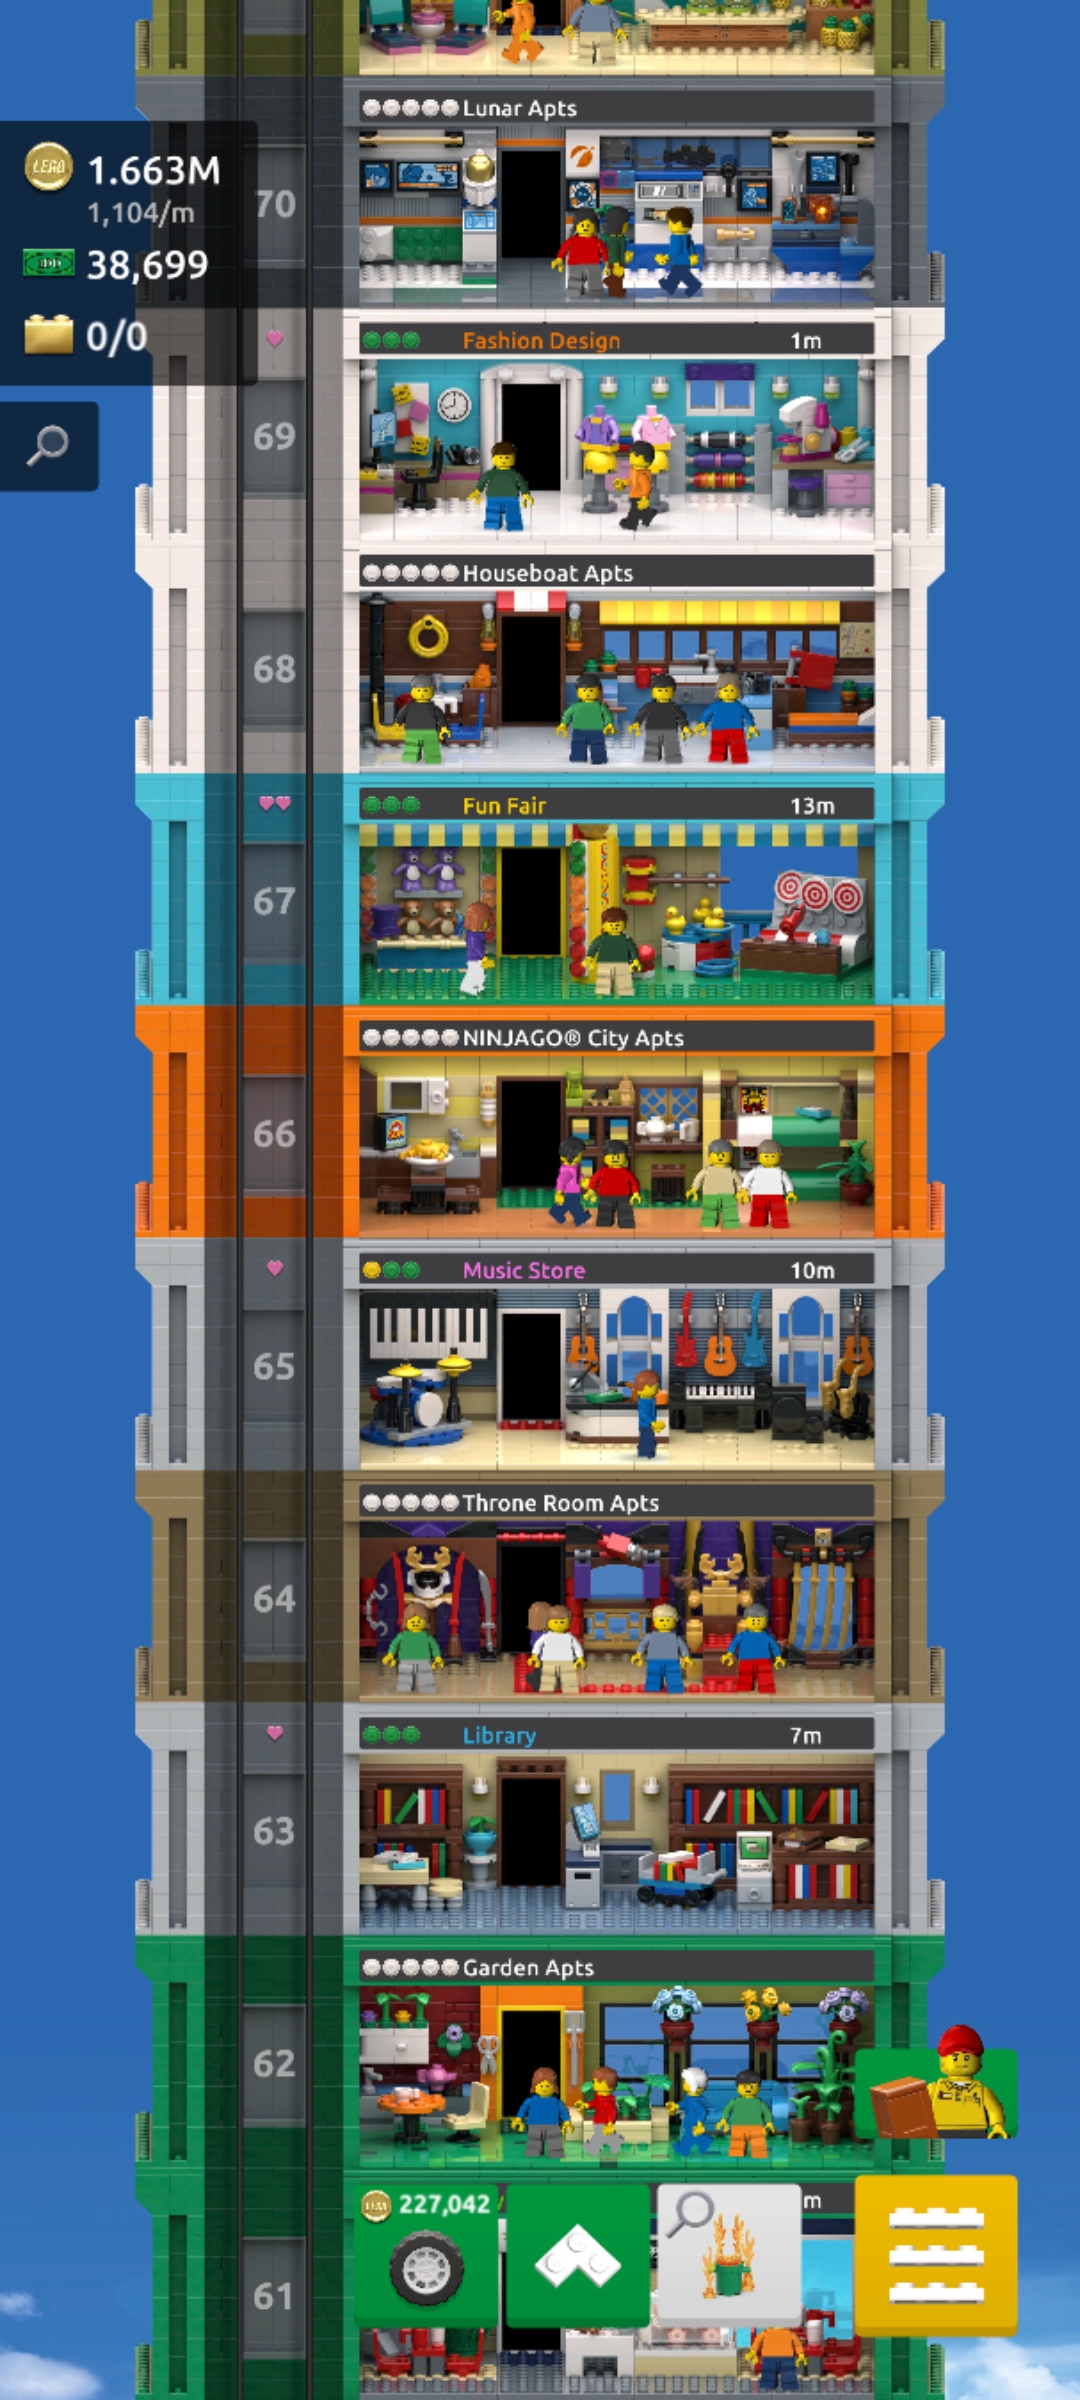 Lunar Apts
LEGO 1.663M
1,104/m
70
38,699
0/0
Fashion Design 1m
69
Houseboat Apts
68
Fun Fair 13m
67
NINJAGO® City Apts
66
Music Store 10m
65
Throne Room Apts
64
Library 7m
63
Garden Apts
62
227,042
m
61